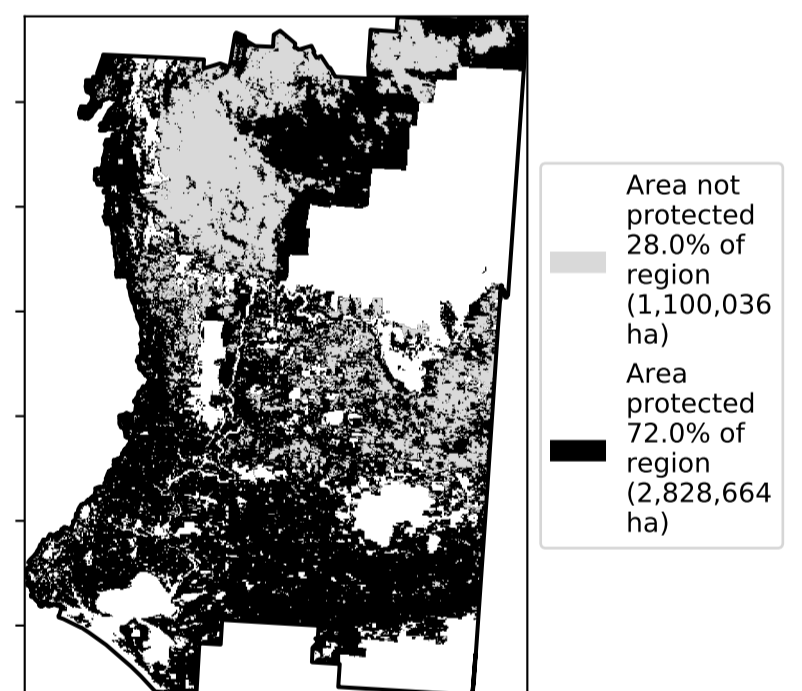 Area not
protected
28.0% of
region
(1,100,036
ha)
Area
protected
72.0% of
region
(2,828,664
ha)